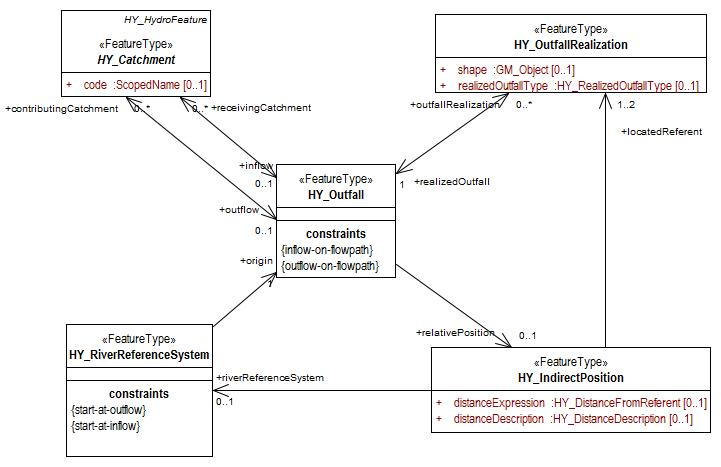 HY_HydroFeature
«FeatureType»
HY_Catchment
+ code :ScopedName [0..1]
«FeatureType»
HY_OutfallRealization
+ shape :GM_Object [0..1]
+ realizedOutfallType :HY_RealizedOutfallType [0..1]
+contributingCatchment
0..*
0..*
+receivingCatchment
+outfallRealization
0..*
1..2
+locatedReferent
+inflow
0..1
«FeatureType»
HY_Outfall
1
+realizedOutfall
+outflow
0..1
constraints
{inflow-on-flowpath}
{outflow-on-flowpath}
+origin
1
+relativePosition
0..1
«FeatureType»
HY_RiverReferenceSystem
constraints
{start-at-outflow}
{start-at-inflow}
+riverReferenceSystem
0..1
«FeatureType»
HY_IndirectPosition
+ distanceExpression :HY_DistanceFromReferent [0..1]
+ distanceDescription :HY_DistanceDescription [0..1]